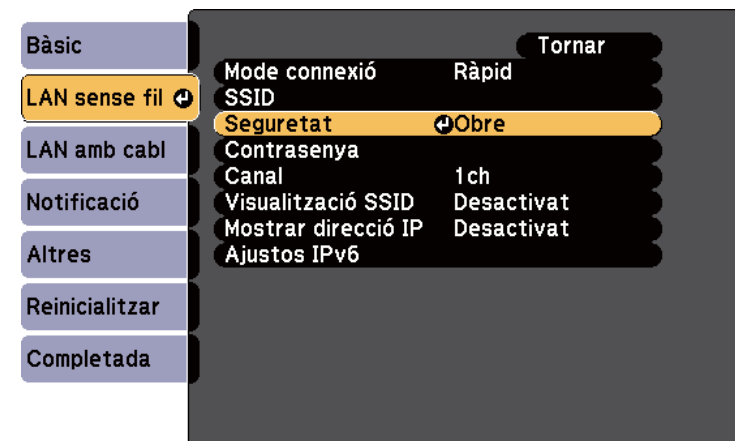 Bàsic
LAN sense fil
LAN amb cabl
Notificació
Altres
Reinicialitzar
Completada
Tornar
Mode connexió Ràpid
SSID
Seguretat Obre
Contrasenya
Canal 1ch
Visualització SSID Desactivat
Mostrar direcció IP Desactivat
Ajustos IPv6